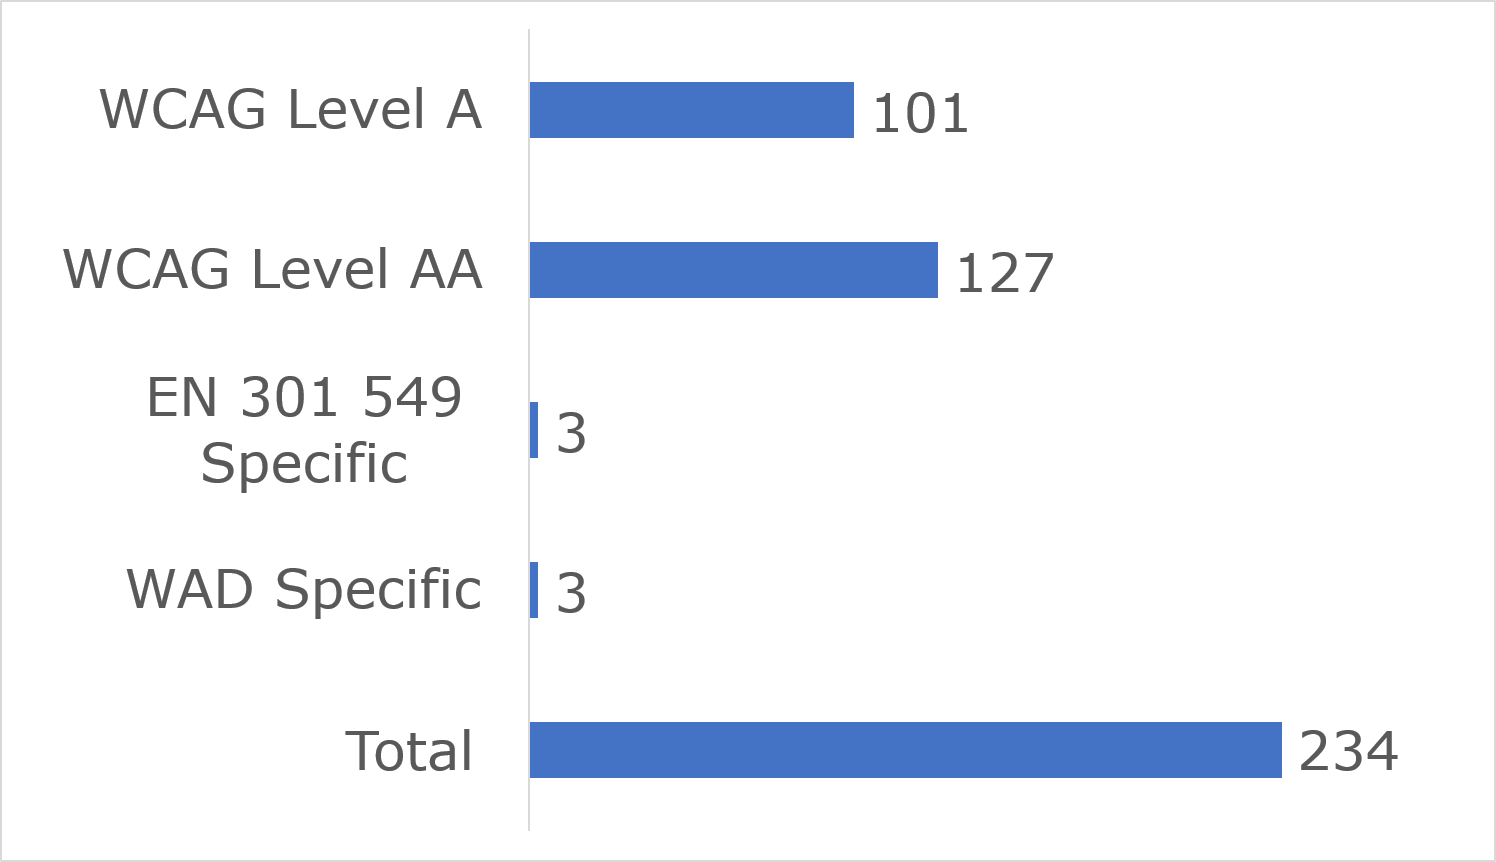 WCAG Level A
101
WCAG Level AA
127
EN 301 549
Specific
3
WAD Specific
3
Total
234